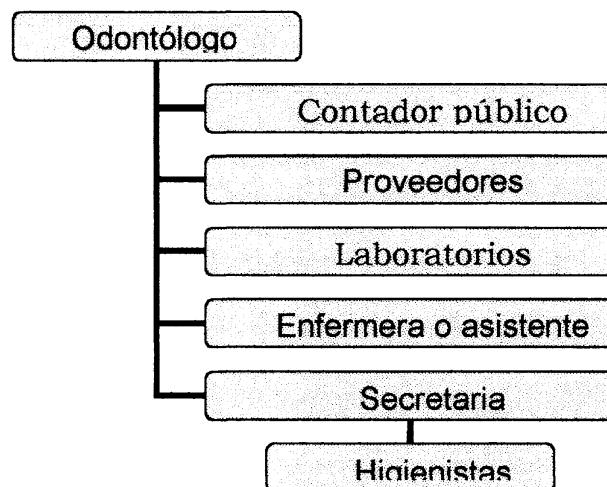 Odontólogo
Contador público
Proveedores
Laboratorios
Enfermera o asistente
Secretaria
Higienistas